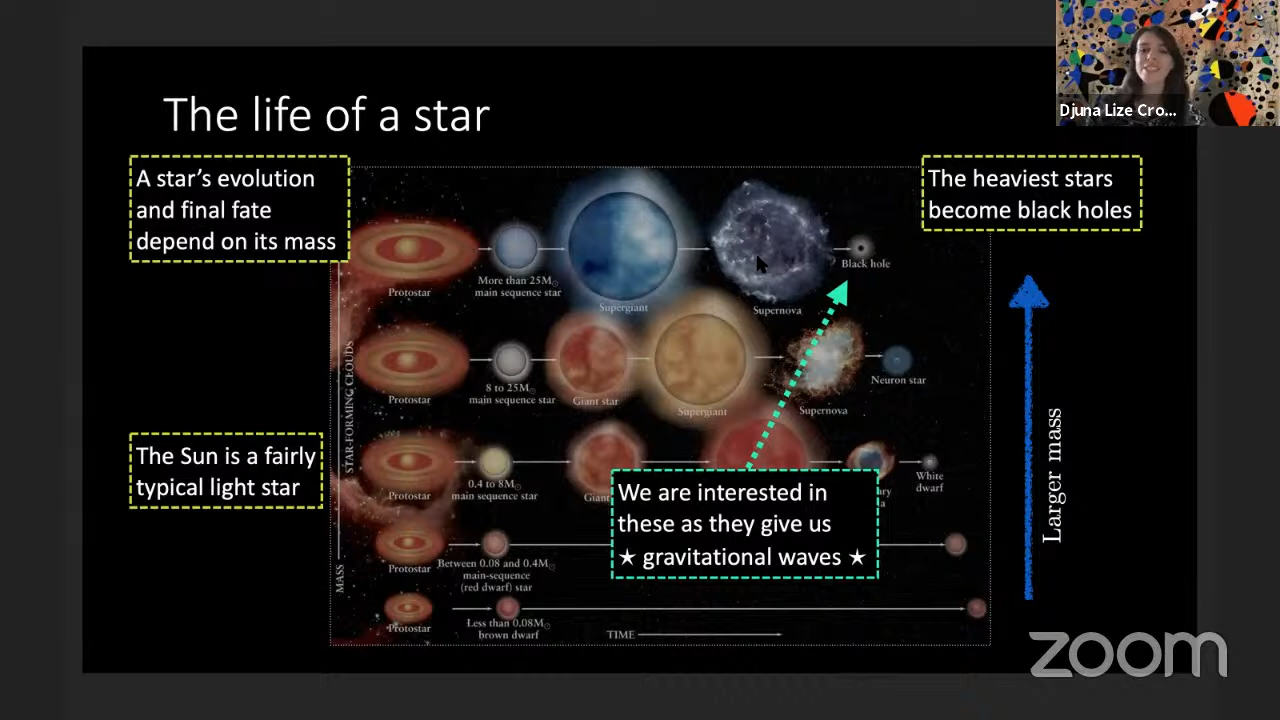 Djuna Lize Cro...
The life of a star
A star's evolution
and final fate
depend on its mass
The heaviest stars
become black holes
Protostar
More than 25M☉
main sequence star
Supergiant
Supernova
Black hole
Protostar
8 to 25M☉
main sequence star
Giant star
Supergiant
Supernova
Neuron star
The Sun is a fairly
typical light star
Protostar
0.4 to 8M☉
main sequence star
White
dwarf
We are interested in
these as they give us
★ gravitational waves ★
Protostar
Between 0.08 and 0.4M☉
main-sequence
(red dwarf) star
Protostar
Less than 0.08M☉
brown dwarf
TIME
MASS
STAR-FORMING CLOUDS
Larger mass
zoom